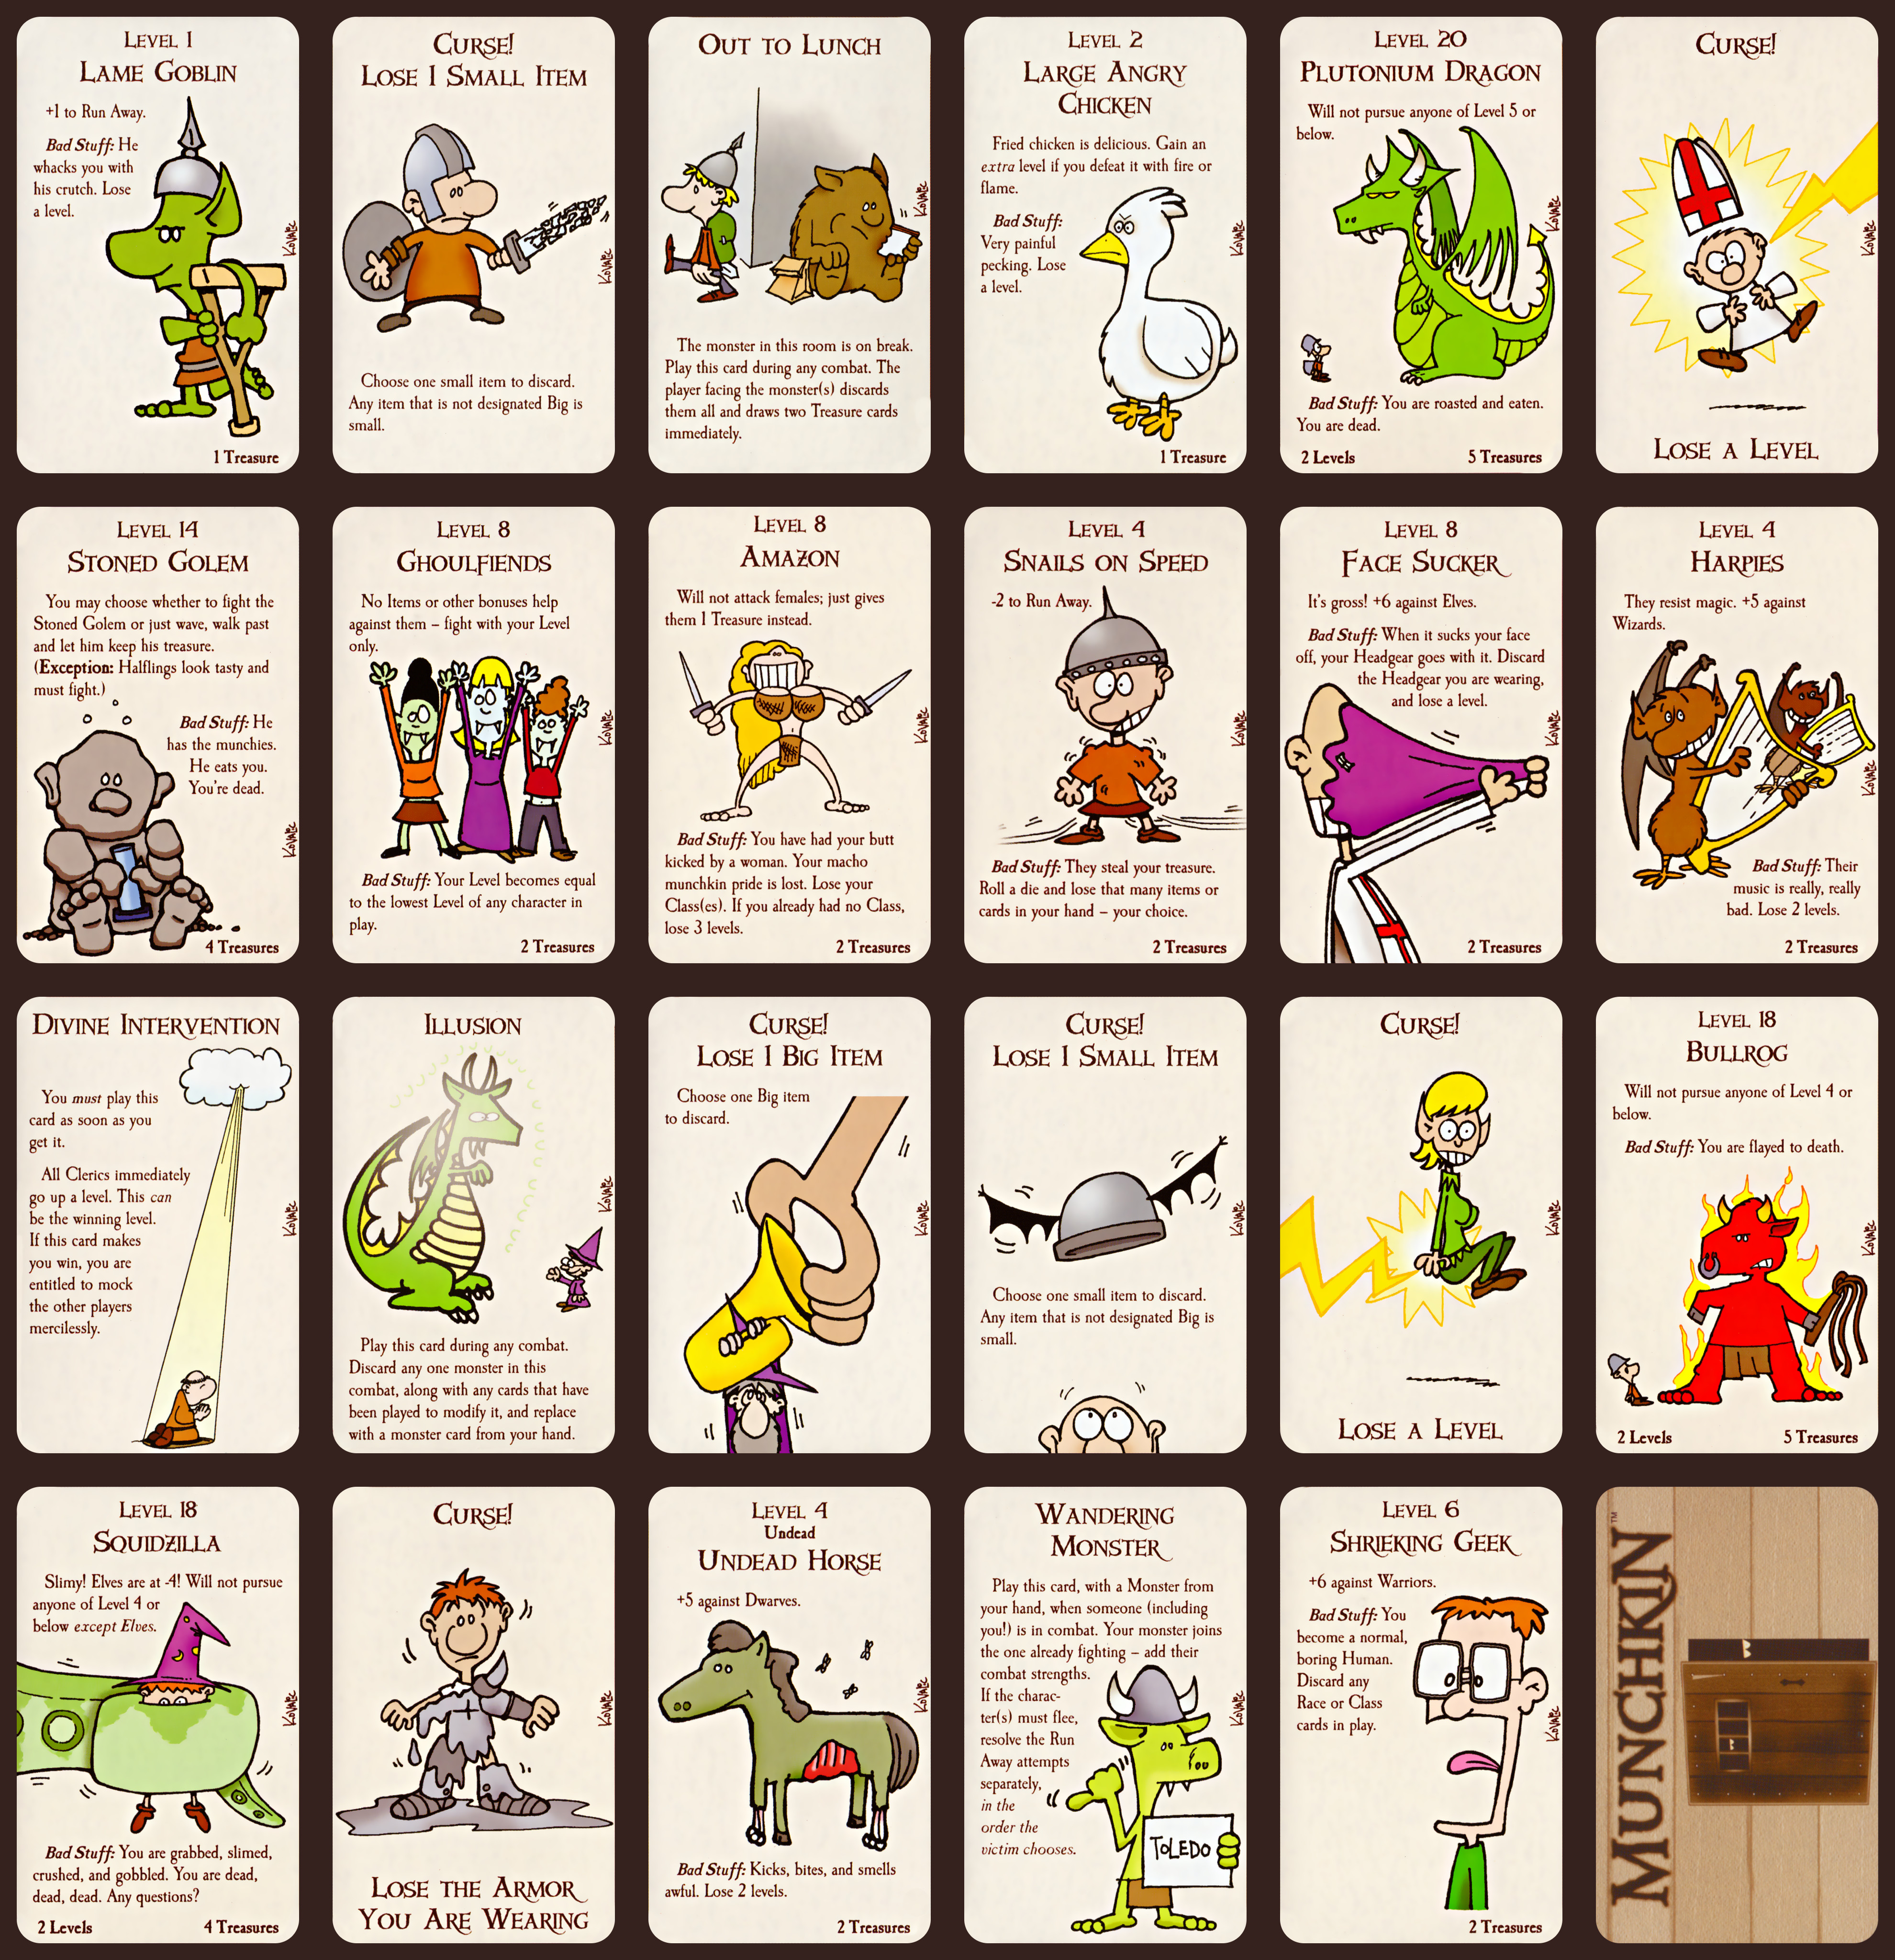 LEVEL 1
LAME GOBLIN
+1 to Run Away.
Bad Stuff: He
whacks you with
his crutch. Lose
a level.
KOVALIC
1 Treasure
CURSE!
LOSE 1 SMALL ITEM
KOVALIC
Choose one small item to discard.
Any item that is not designated Big is
small.
OUT TO LUNCH
KOVALIC
The monster in this room is on break.
Play this card during any combat. The
player facing the monster(s) discards
them all and draws two Treasure cards
immediately.
LEVEL 2
LARGE ANGRY
CHICKEN
Fried chicken is delicious. Gain an
extra level if you defeat it with fire or
flame.
Bad Stuff:
Very painful
pecking. Lose
a level.
KOVALIC
1 Treasure
LEVEL 20
PLUTONIUM DRAGON
Will not pursue anyone of Level 5 or
below.
KOVALIC
Bad Stuff: You are roasted and eaten.
You are dead.
2 Levels 5 Treasures
CURSE!
KOVALIC
LOSE A LEVEL
LEVEL 14
STONED GOLEM
You may choose whether to fight the
Stoned Golem or just wave, walk past
and let him keep his treasure.
(Exception: Halflings look tasty and
must fight.)
Bad Stuff: He
has the munchies.
He eats you.
You're dead.
KOVALIC
4 Treasures
LEVEL 8
GHOULFIENDS
No Items or other bonuses help
against them – fight with your Level
only.
KOVALIC
Bad Stuff: Your Level becomes equal
to the lowest Level of any character in
play.
2 Treasures
LEVEL 8
AMAZON
Will not attack females; just gives
them 1 Treasure instead.
KOVALIC
Bad Stuff: You have had your butt
kicked by a woman. Your macho
munchkin pride is lost. Lose your
Class(es). If you already had no Class,
lose 3 levels.
2 Treasures
LEVEL 4
SNAILS ON SPEED
-2 to Run Away.
KOVALIC
Bad Stuff: They steal your treasure.
Roll a die and lose that many items or
cards in your hand – your choice.
2 Treasures
LEVEL 8
FACE SUCKER
It's gross! +6 against Elves.
Bad Stuff: When it sucks your face
off, your Headgear goes with it. Discard
the Headgear you are wearing,
and lose a level.
KOVALIC
2 Treasures
LEVEL 4
HARPIES
They resist magic. +5 against
Wizards.
KOVALIC
Bad Stuff: Their
music is really, really
bad. Lose 2 levels.
2 Treasures
DIVINE INTERVENTION
You must play this
card as soon as you
get it.
All Clerics immediately
go up a level. This can
be the winning level.
If this card makes
you win, you are
entitled to mock
the other players
mercilessly.
KOVALIC
ILLUSION
KOVALIC
Play this card during any combat.
Discard any one monster in this
combat, along with any cards that have
been played to modify it, and replace
with a monster card from your hand.
CURSE!
LOSE 1 BIG ITEM
Choose one Big item
to discard.
KOVALIC
CURSE!
LOSE 1 SMALL ITEM
KOVALIC
Choose one small item to discard.
Any item that is not designated Big is
small.
CURSE!
KOVALIC
LOSE A LEVEL
LEVEL 18
BULLROG
Will not pursue anyone of Level 4 or
below.
Bad Stuff: You are flayed to death.
KOVALIC
2 Levels 5 Treasures
LEVEL 18
SQUIDZILLA
Slimy! Elves are at -4! Will not pursue
anyone of Level 4 or
below except Elves.
KOVALIC
Bad Stuff: You are grabbed, slimed,
crushed, and gobbled. You are dead,
dead, dead. Any questions?
2 Levels 4 Treasures
CURSE!
KOVALIC
LOSE THE ARMOR
YOU ARE WEARING
LEVEL 4
Undead
UNDEAD HORSE
+5 against Dwarves.
KOVALIC
Bad Stuff: Kicks, bites, and smells
awful. Lose 2 levels.
2 Treasures
WANDERING
MONSTER
Play this card, with a Monster from
your hand, when someone (including
you!) is in combat. Your monster joins
the one already fighting – add their
combat strengths.
If the charac-
ter(s) must flee,
resolve the Run
Away attempts
separately,
in the
order the
victim chooses.
KOVALIC
TOLEDO
LEVEL 6
SHRIEKING GEEK
+6 against Warriors.
Bad Stuff: You
become a normal,
boring Human.
Discard any
Race or Class
cards in play.
KOVALIC
2 Treasures
MUNCHKIN™